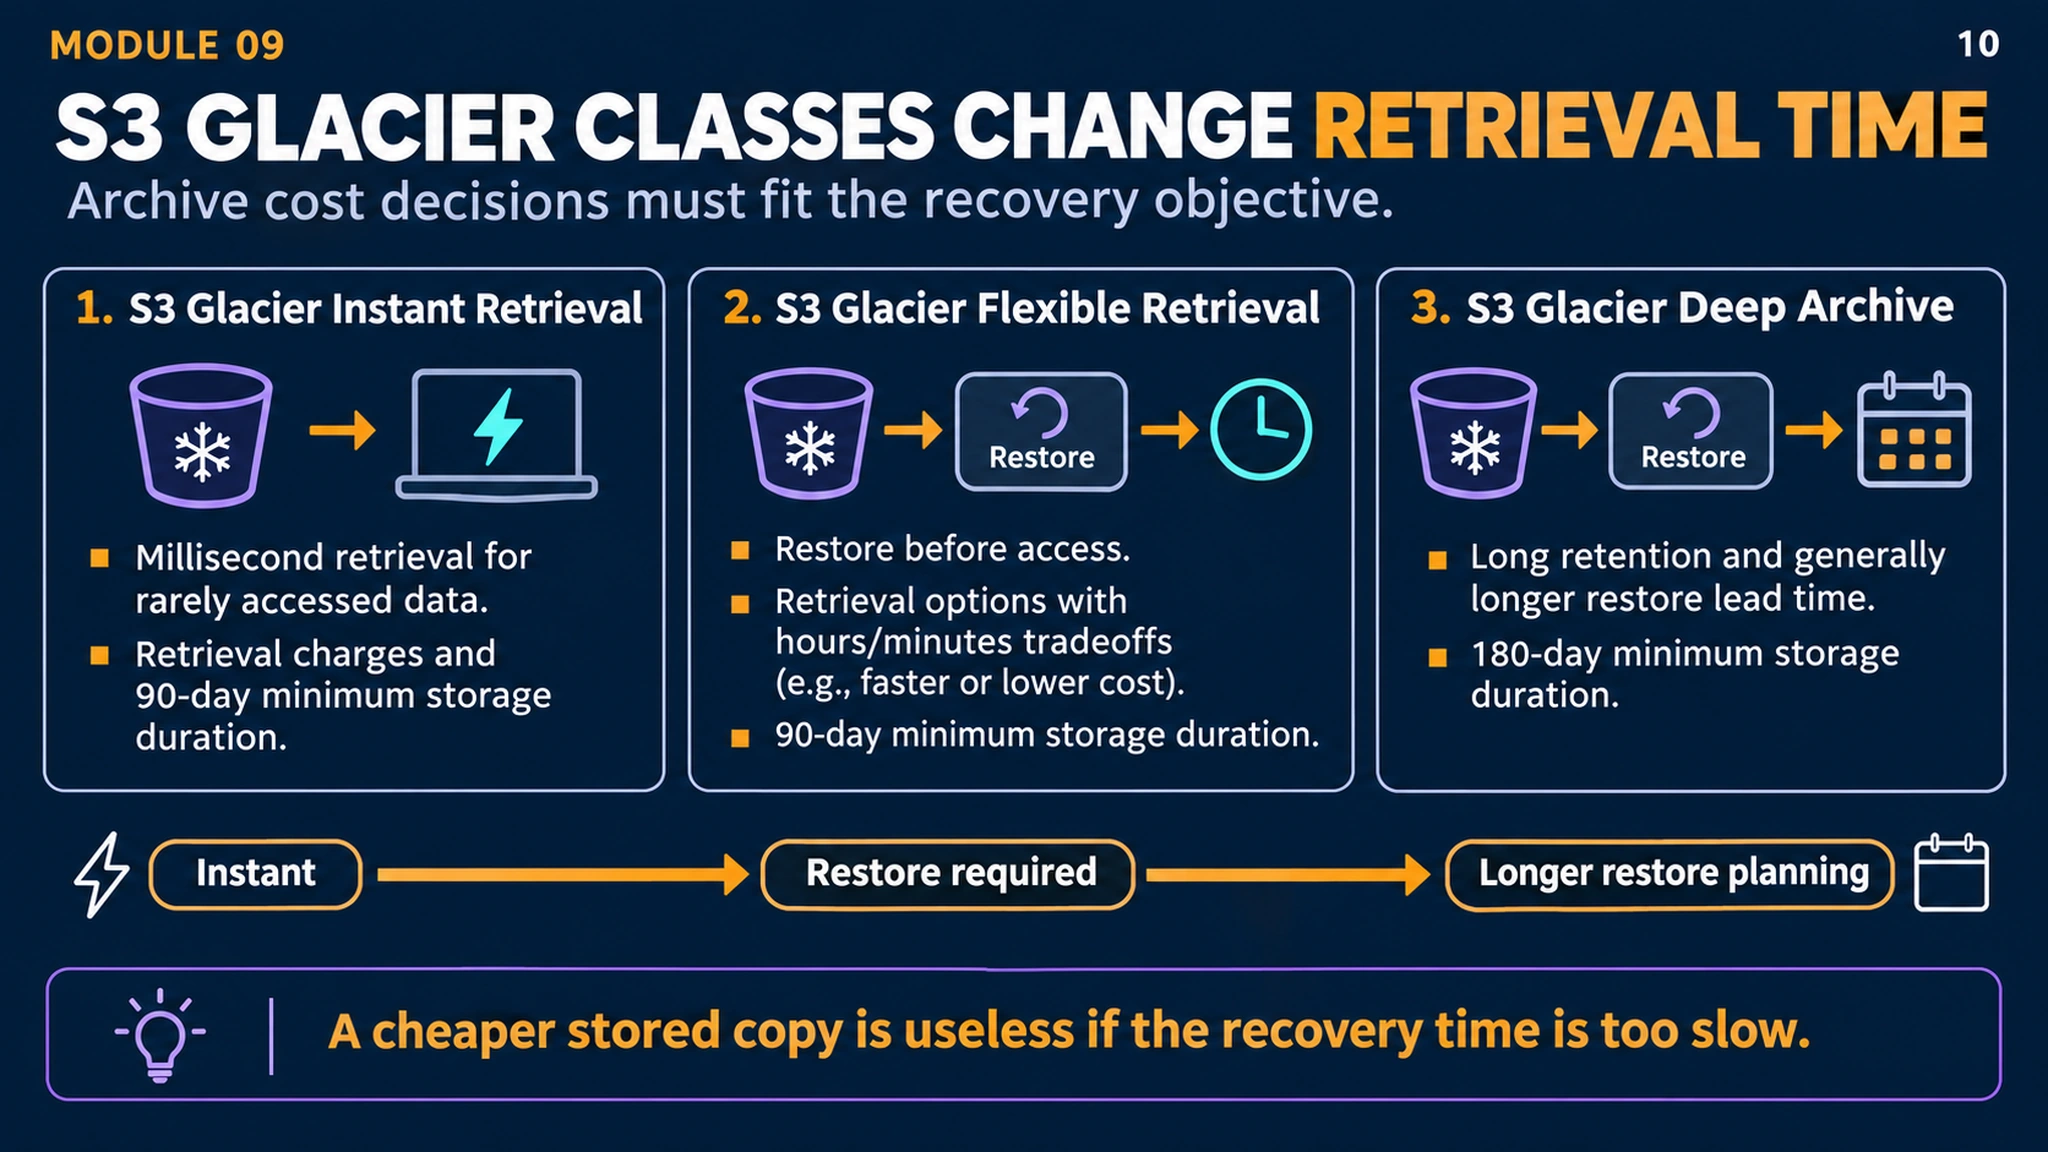 MODULE 09
10
S3 GLACIER CLASSES CHANGE RETRIEVAL TIME
Archive cost decisions must fit the recovery objective.
1. S3 Glacier Instant Retrieval
Millisecond retrieval for
rarely accessed data.
Retrieval charges and
90-day minimum storage
duration.
2. S3 Glacier Flexible Retrieval
Restore
Restore before access.
Retrieval options with
hours/minutes tradeoffs
(e.g., faster or lower cost).
90-day minimum storage duration.
3. S3 Glacier Deep Archive
Restore
Long retention and generally
longer restore lead time.
180-day minimum storage
duration.
Instant
Restore required
Longer restore planning
A cheaper stored copy is useless if the recovery time is too slow.